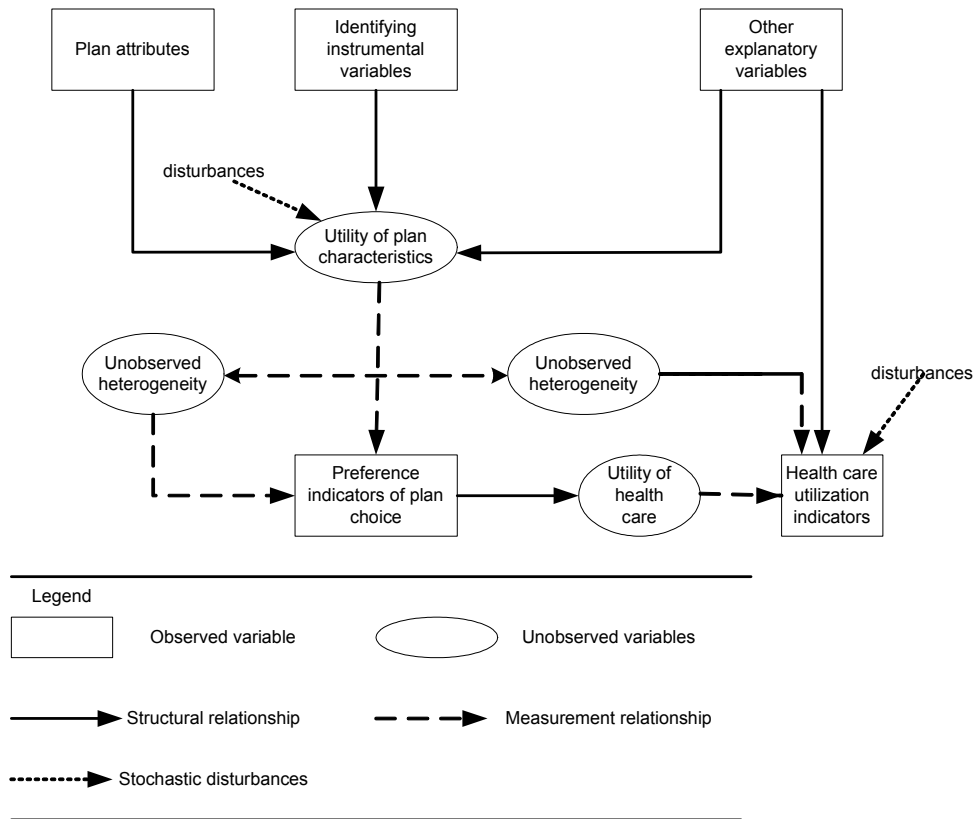 Plan attributes
Identifying
instrumental
variables
Other
explanatory
variables
disturbances
Utility of plan
characteristics
Unobserved
heterogeneity
Unobserved
heterogeneity
disturbances
Preference
indicators of plan
choice
Utility of
health
care
Health care
utilization
indicators
Legend
Observed variable
Unobserved variables
Structural relationship
Measurement relationship
Stochastic disturbances